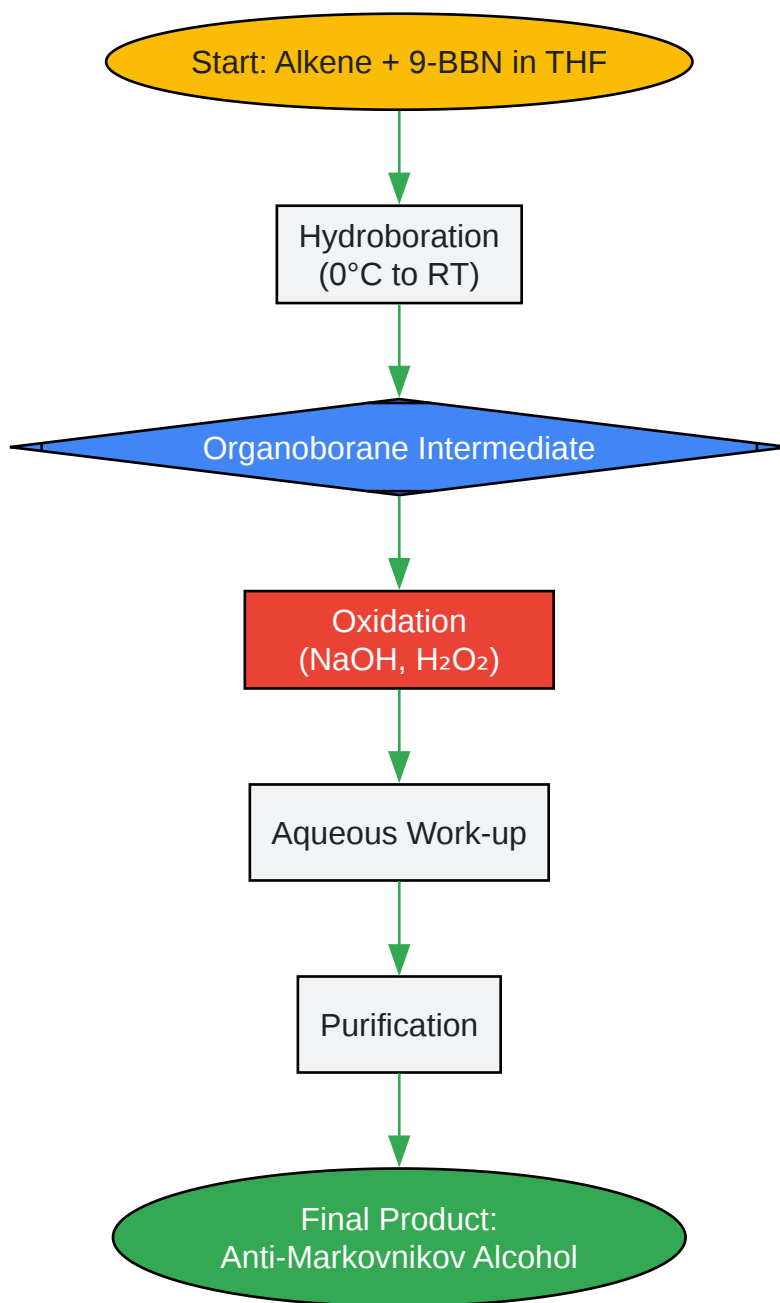 Start: Alkene + 9-BBN in THF
Hydroboration
(0°C to RT)
Organoborane Intermediate
Oxidation
(NaOH, H₂O₂)
Aqueous Work-up
Purification
Final Product:
Anti-Markovnikov Alcohol